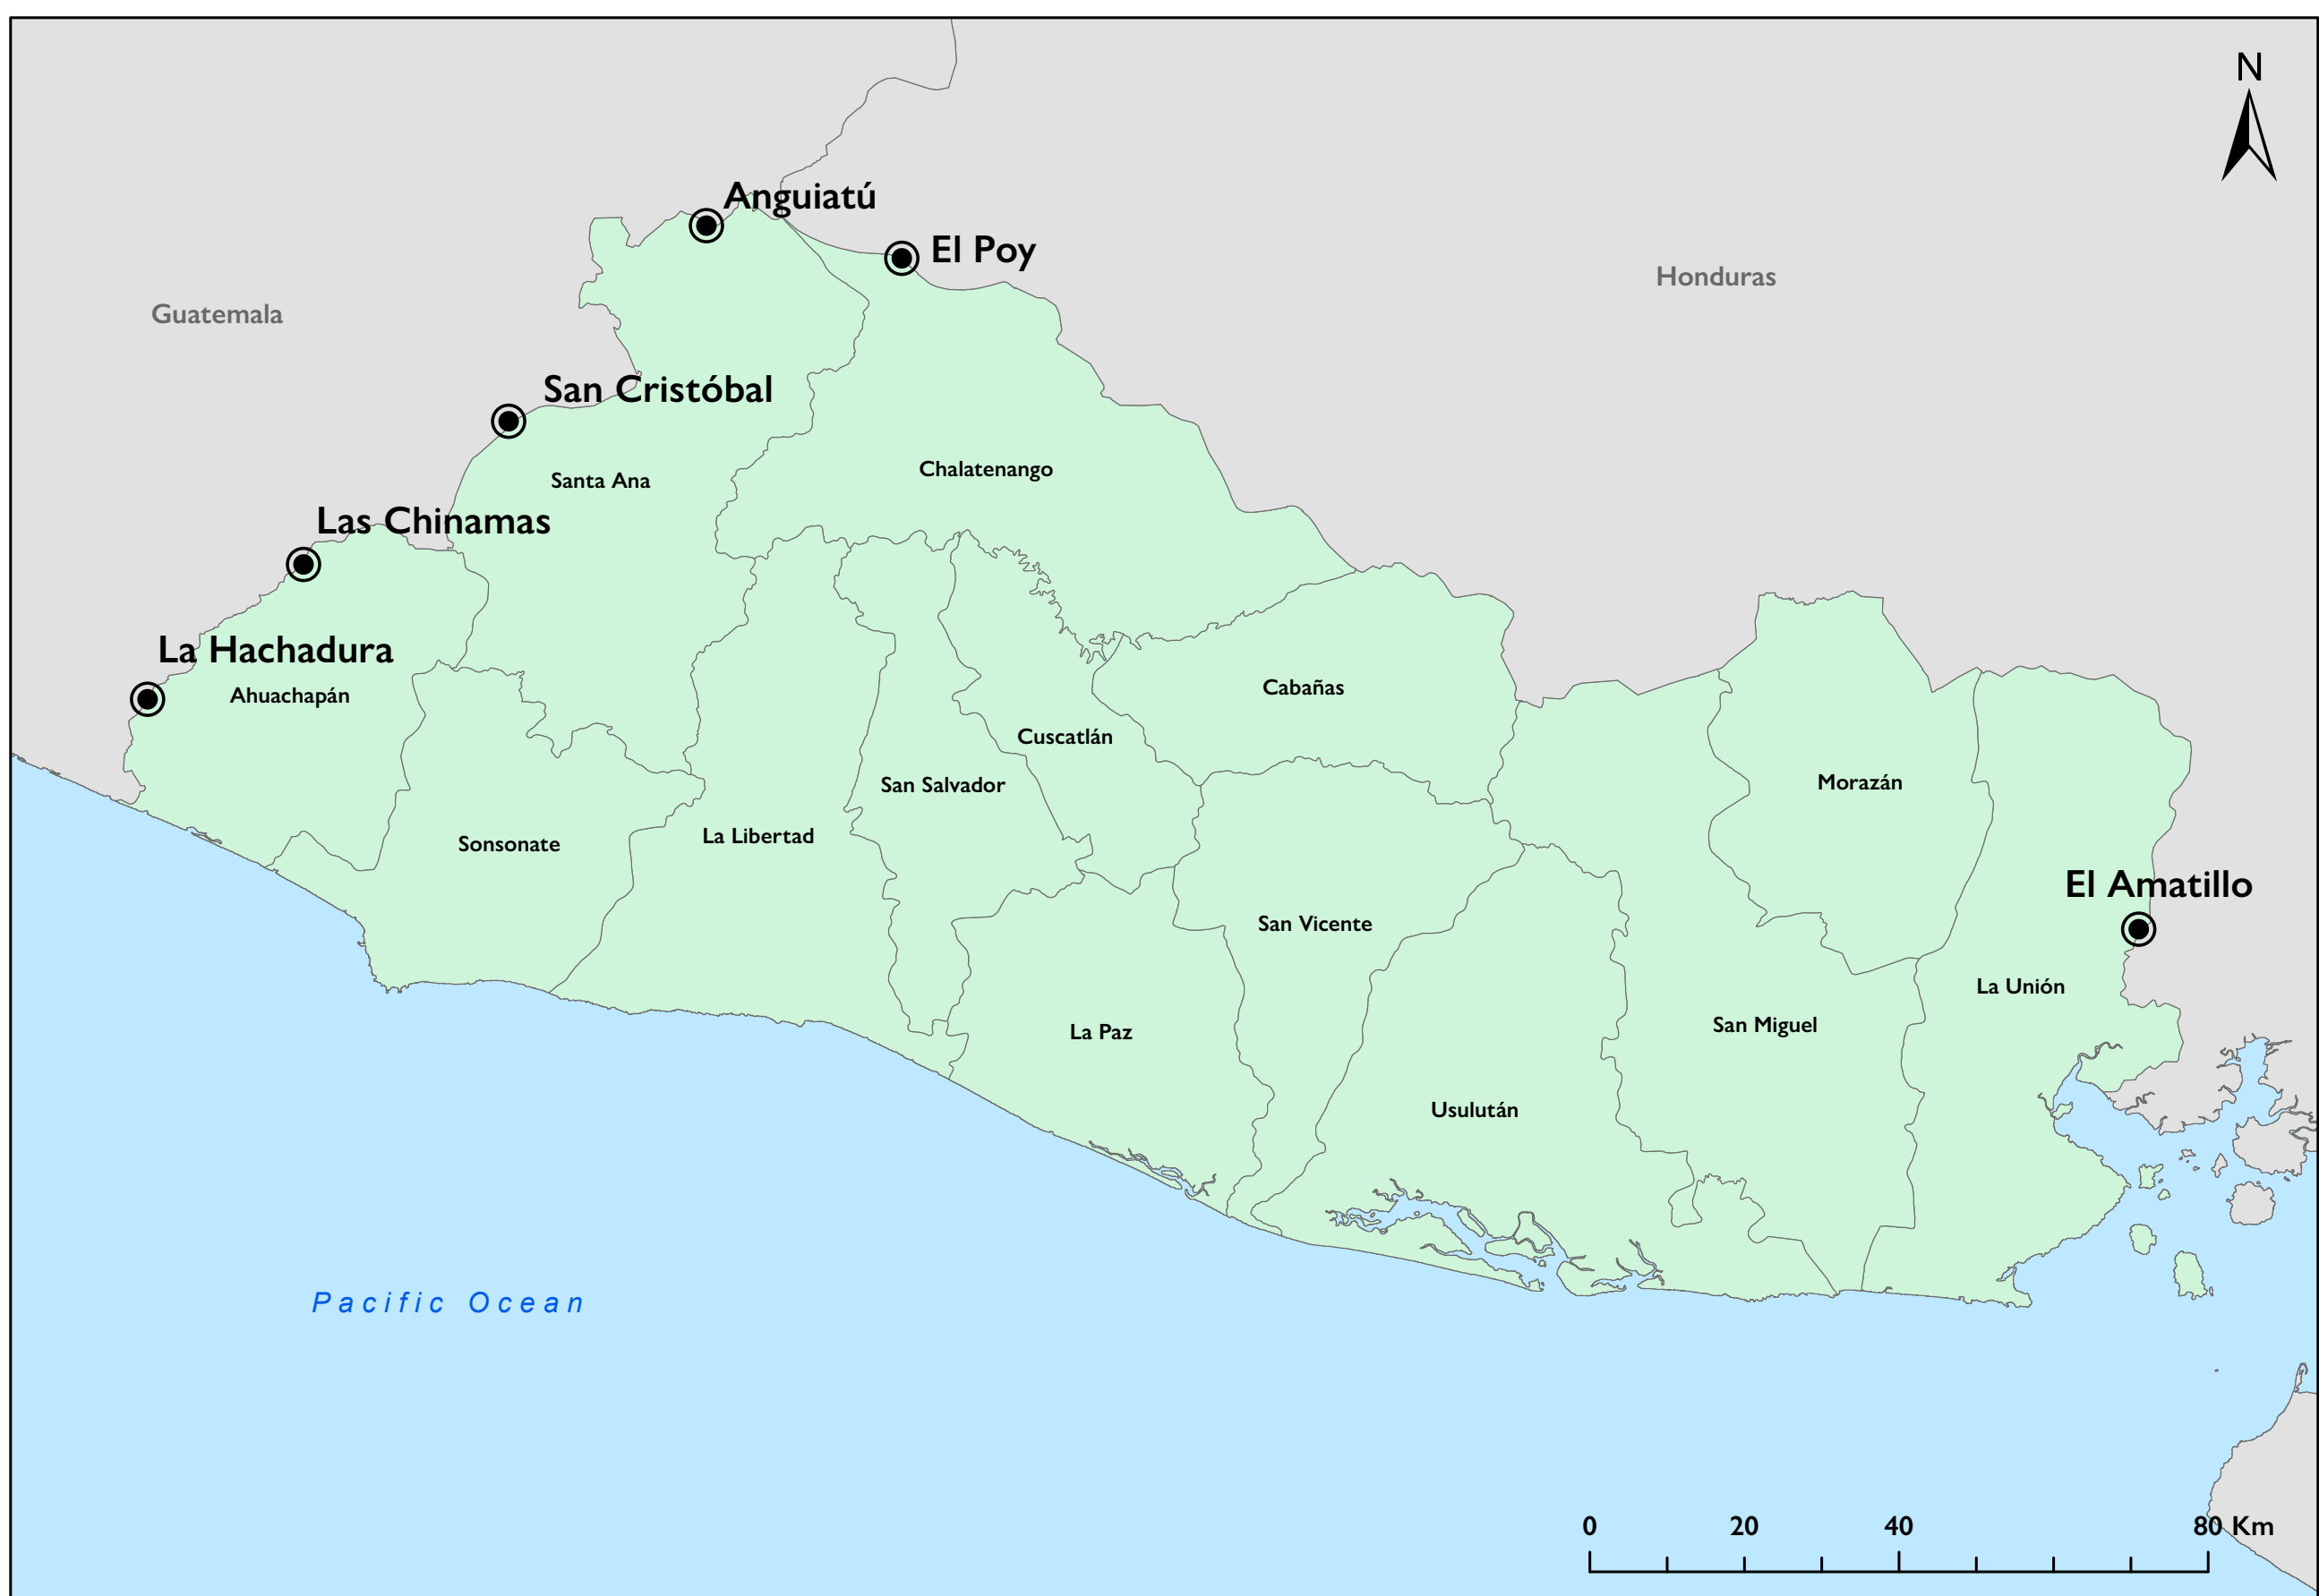 N
Anguiatú
El Poy
Honduras
Guatemala
San Cristóbal
Chalatenango
Santa Ana
Las Chinamas
La Hachadura
Cabañas
Ahuachapán
Cuscatlán
Morazán
San Salvador
La Libertad
Sonsonate
El Amatillo
San Vicente
La Unión
San Miguel
La Paz
Usulután
Pacific Ocean
0 20 40 80 Km